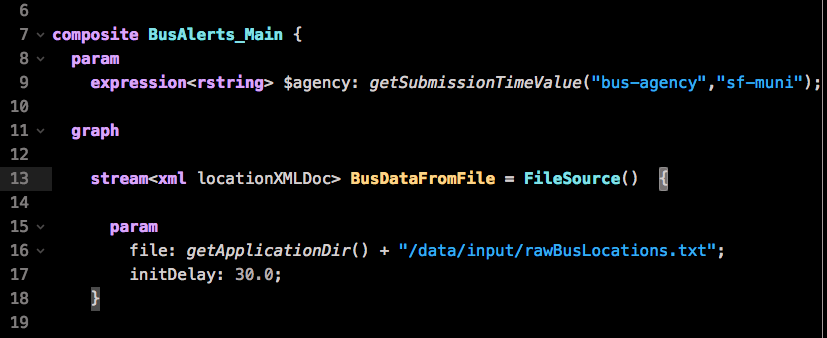 6
7 composite BusAlerts_Main {
8 param
9 expression<rstring> $agency: getSubmissionTimeValue("bus-agency","sf-muni");
10
11 graph
12
13 stream<xml locationXMLDoc> BusDataFromFile = FileSource() {
14
15 param
16 file: getApplicationDir() + "/data/input/rawBusLocations.txt";
17 initDelay: 30.0;
18 }
19